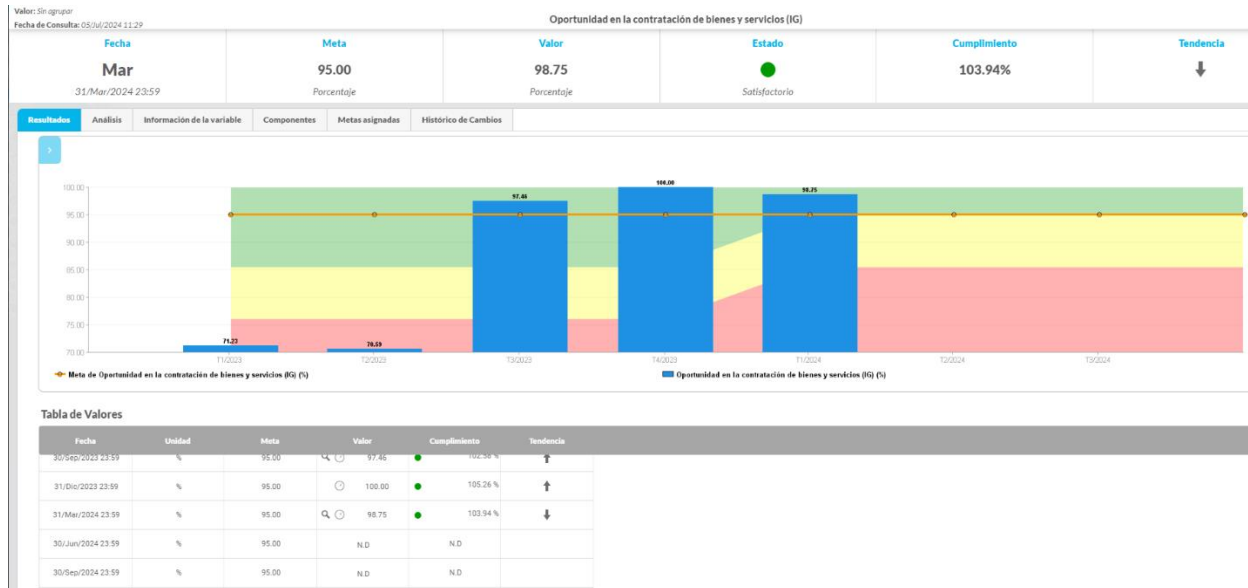 Valor: Sin agrupar
Fecha de Consulta: 05/Jul/2024 11:29
Oportunidad en la contratación de bienes y servicios (IG)
Fecha Meta Valor Estado Cumplimiento Tendencia
Mar 95.00 98.75 103.94%
31/Mar/2024 23:59 Porcentaje Porcentaje Satisfactorio
Resultados Análisis Información de la variable Componentes Metas asignadas Histórico de Cambios
100.00
95.00
90.00
85.00
80.00
75.00
70.00
71.23 70.59 97.46 100.00 98.75
T1/2023 T2/2023 T3/2023 T4/2023 T1/2024 T2/2024 T3/2024
Meta de Oportunidad en la contratación de bienes y servicios (IG) (%) Oportunidad en la contratación de bienes y servicios (IG) (%)
Tabla de Valores
Fecha Unidad Meta Valor Cumplimiento Tendencia
30/Sep/2023 23:59 % 95.00 97.46 102.58 %
31/Dic/2023 23:59 % 95.00 100.00 105.26 %
31/Mar/2024 23:59 % 95.00 98.75 103.94 %
30/Jun/2024 23:59 % 95.00 N.D N.D
30/Sep/2024 23:59 % 95.00 N.D N.D